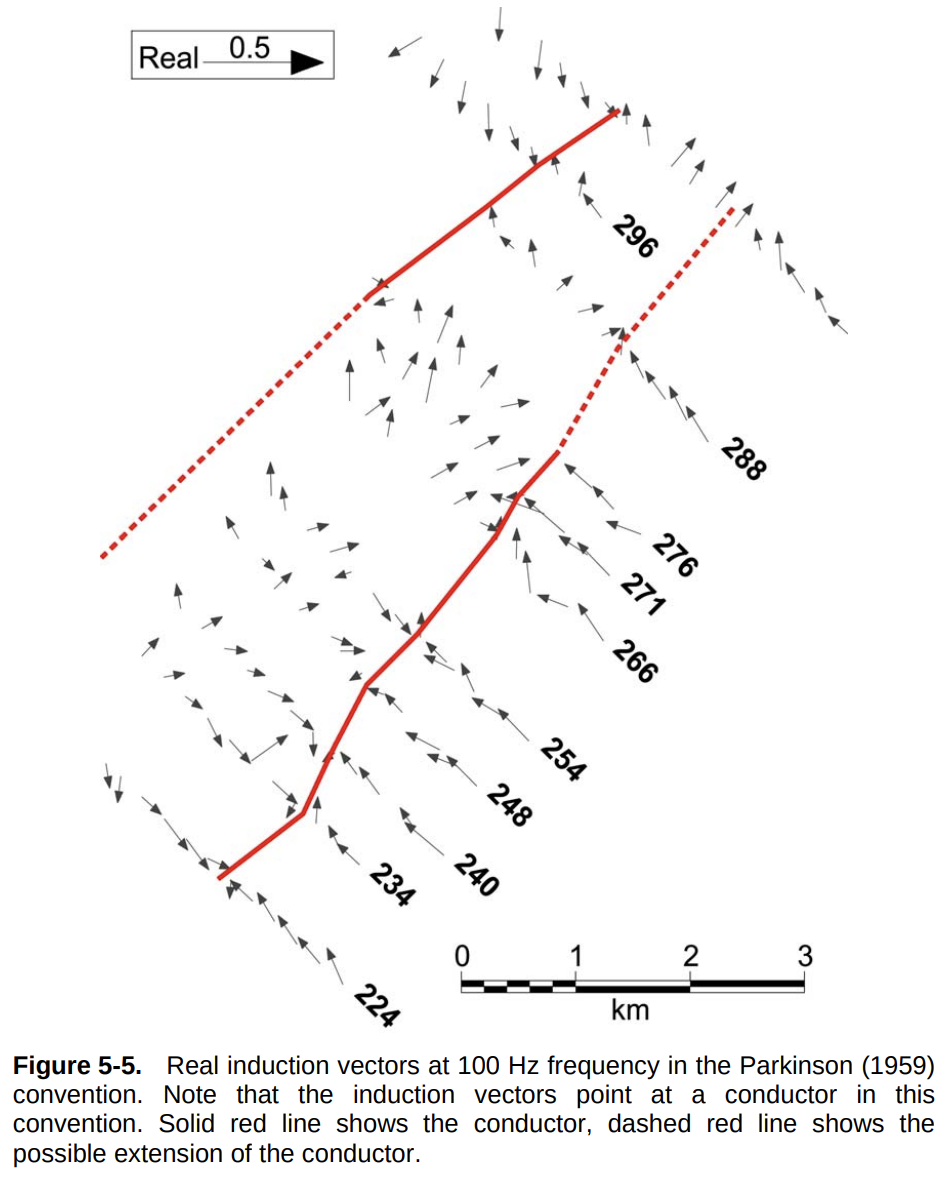 Real 0.5
296
288
276
271
266
254
248
240
234
224
0 1 2 3
km
Figure 5-5. Real induction vectors at 100 Hz frequency in the Parkinson (1959)
convention. Note that the induction vectors point at a conductor in this
convention. Solid red line shows the conductor, dashed red line shows the
possible extension of the conductor.